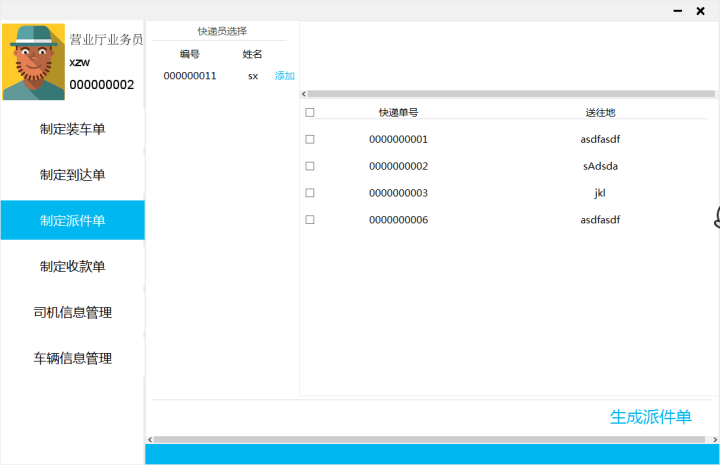 营业厅业务员
xzw
000000002
制定装车单
制定到达单
制定派件单
制定收款单
司机信息管理
车辆信息管理
快递员选择
编号 姓名
000000011 sx 添加
快递单号 送往地
0000000001 asdfasdf
0000000002 sAdsda
0000000003 jkl
0000000006 asdfasdf
生成派件单